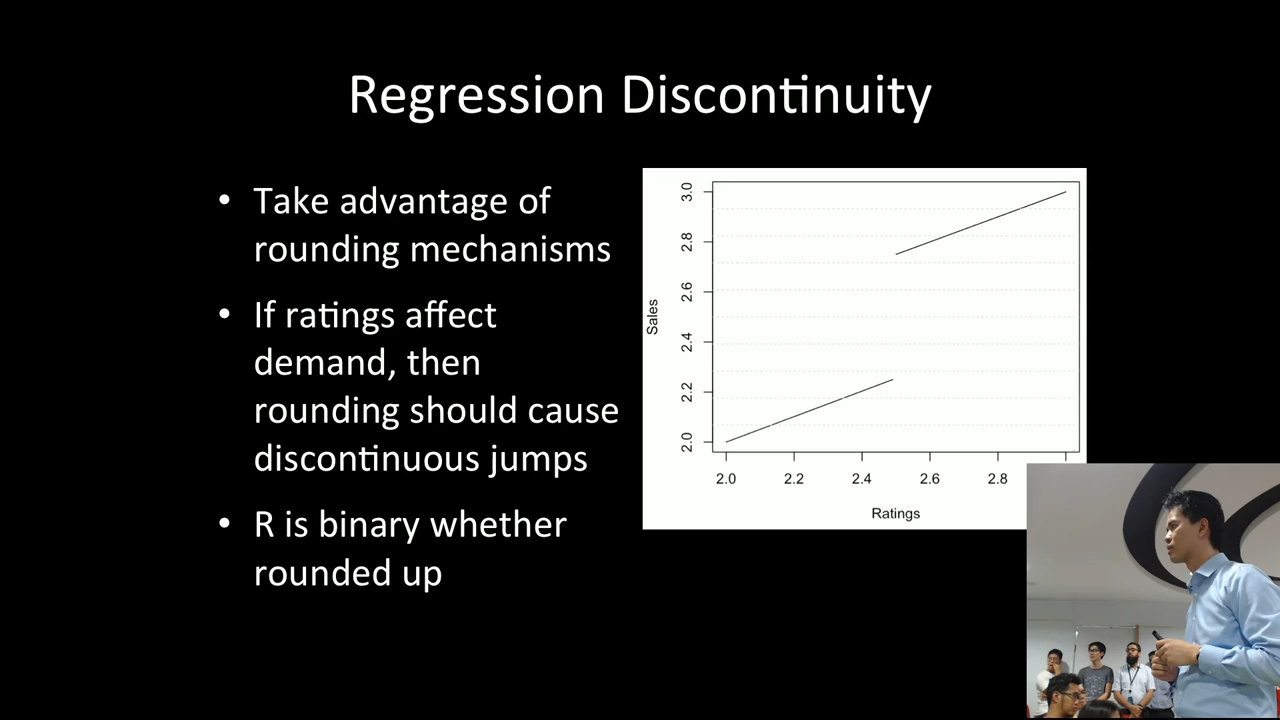 Regression Discontinuity
• Take advantage of
rounding mechanisms
• If ratings affect
demand, then
rounding should cause
discontinuous jumps
• R is binary whether
rounded up
3.0
2.8
2.6
2.4
2.2
2.0
Sales
2.0 2.2 2.4 2.6 2.8
Ratings